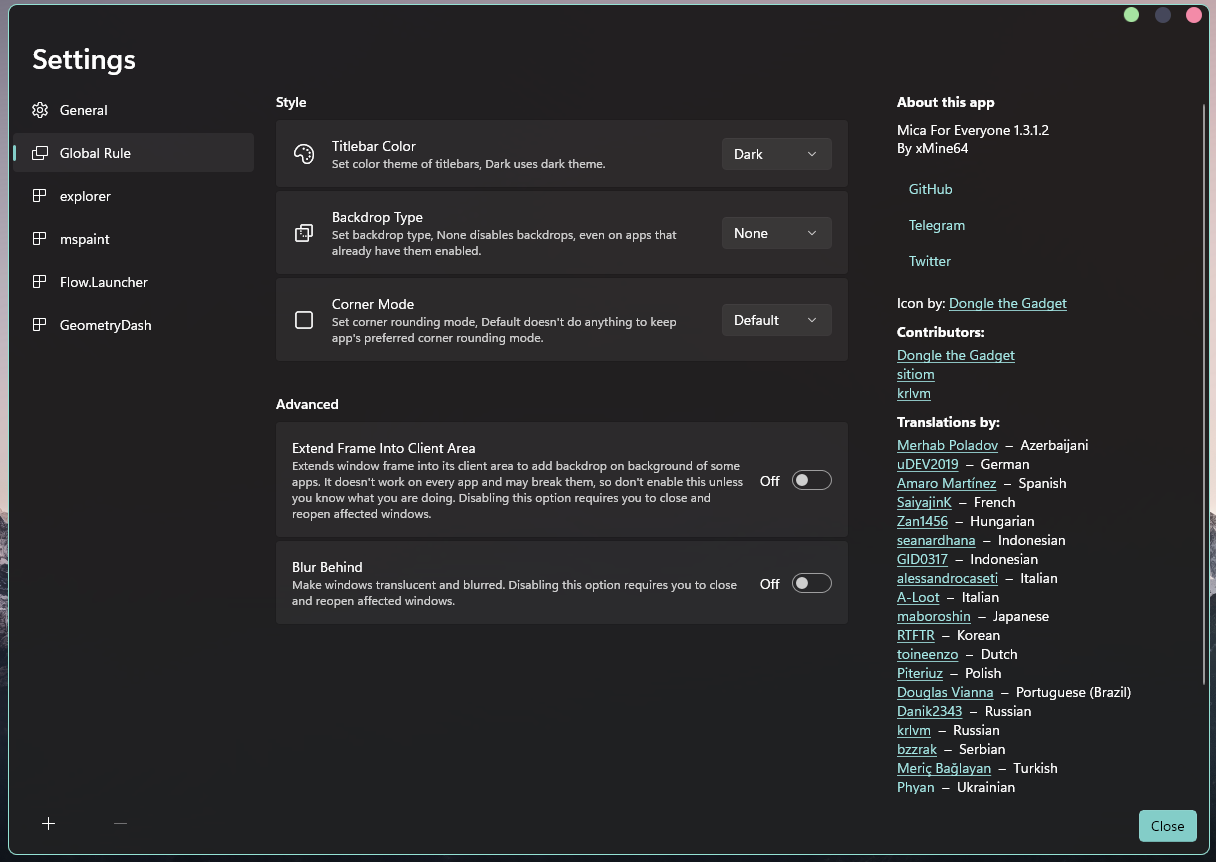 Settings
General
Global Rule
explorer
mspaint
Flow.Launcher
GeometryDash
Style
Titlebar Color
Set color theme of titlebars, Dark uses dark theme.
Dark
Backdrop Type
Set backdrop type, None disables backdrops, even on apps that
already have them enabled.
None
Corner Mode
Set corner rounding mode, Default doesn't do anything to keep
app's preferred corner rounding mode.
Default
Advanced
Extend Frame Into Client Area
Extends window frame into its client area to add backdrop on background of some
apps. It doesn't work on every app and may break them, so don't enable this unless
you know what you are doing. Disabling this option requires you to close and
reopen affected windows.
Off
Blur Behind
Make windows translucent and blurred. Disabling this option requires you to close
and reopen affected windows.
Off
About this app
Mica For Everyone 1.3.1.2
By xMine64
GitHub
Telegram
Twitter
Icon by: Dongle the Gadget
Contributors:
Dongle the Gadget
sitiom
krlvm
Translations by:
Merhab Poladov – Azerbaijani
uDEV2019 – German
Amaro Martínez – Spanish
SaiyajinK – French
Zan1456 – Hungarian
seanardhana – Indonesian
GID0317 – Indonesian
alessandrocaseti – Italian
A-Loot – Italian
maboroshin – Japanese
RTFTR – Korean
toineenzo – Dutch
Piteriuz – Polish
Douglas Vianna – Portuguese (Brazil)
Danik2343 – Russian
krlvm – Russian
bzzrak – Serbian
Meriç Bağlayan – Turkish
Phyan – Ukrainian
Close